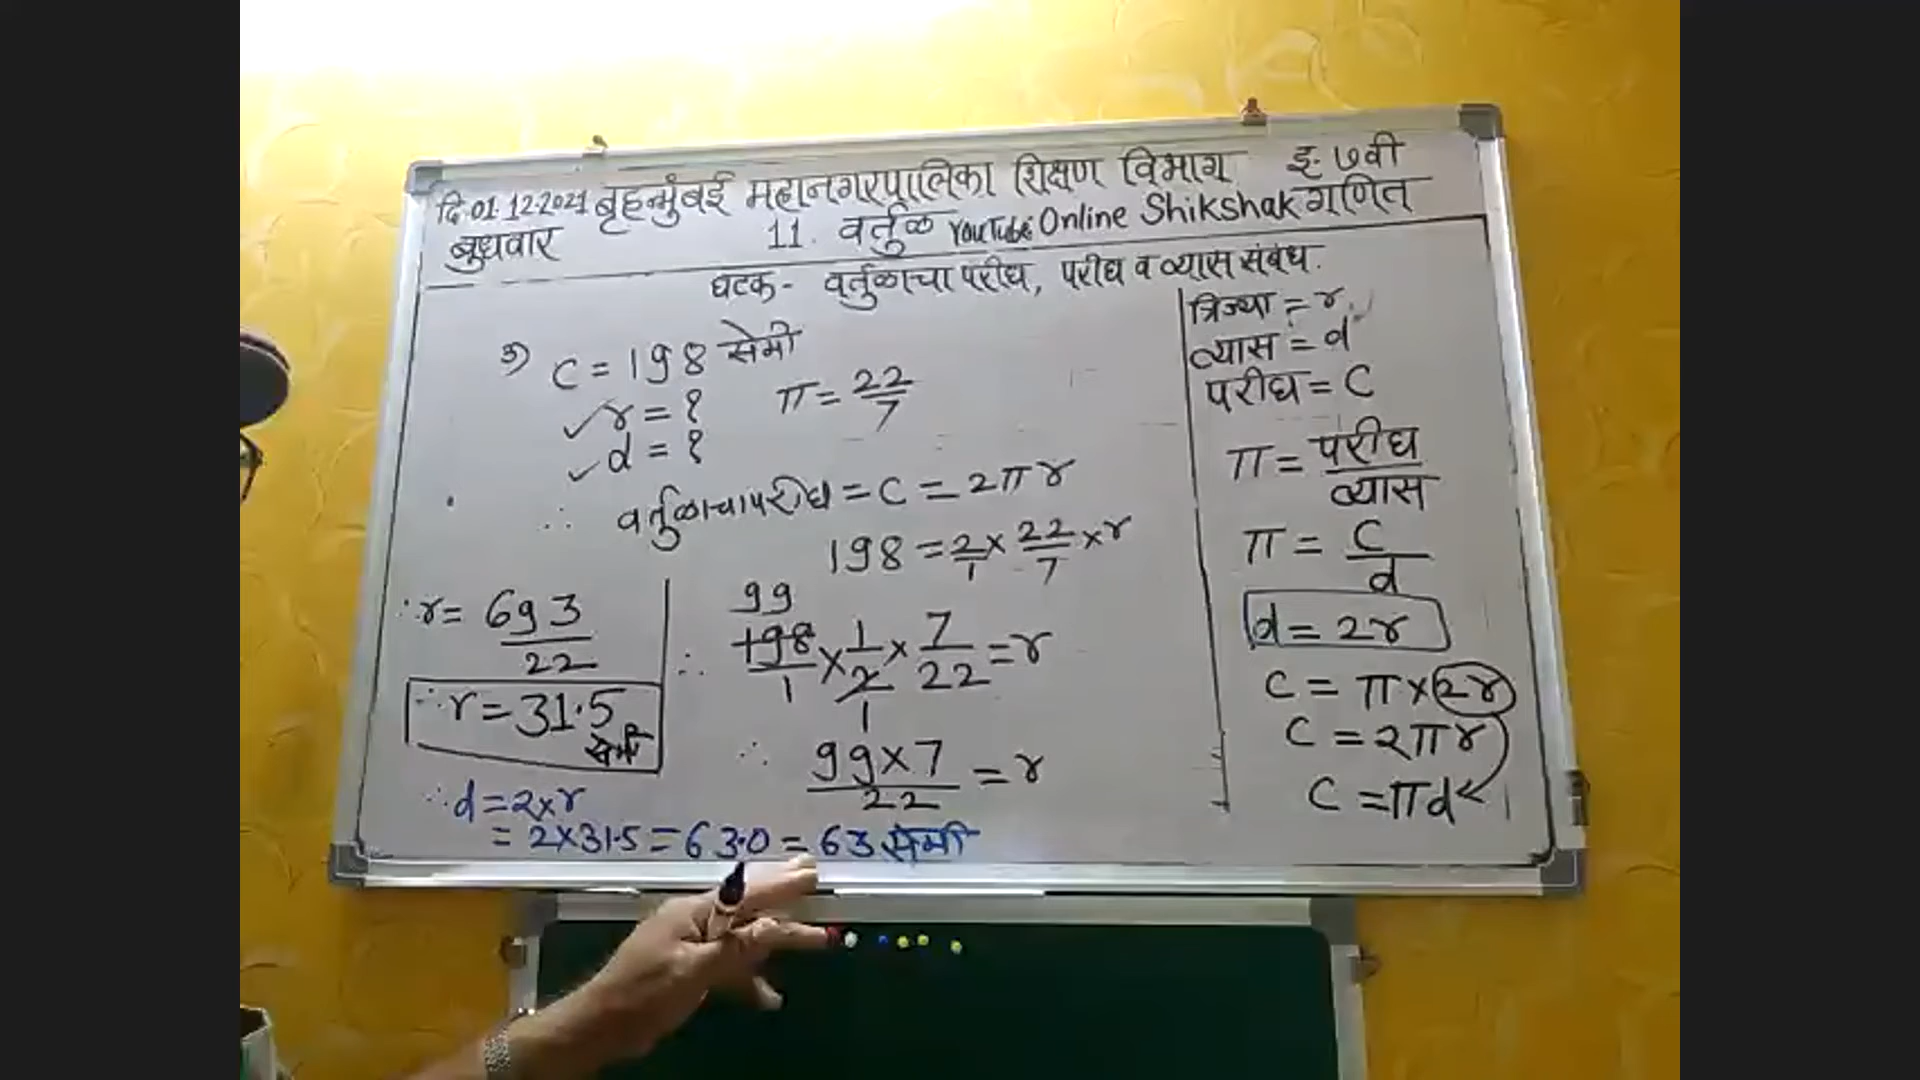 दि.01.12.2021 बृहन्मुंबई महानगरपालिका शिक्षण विभाग इ. ७वी
बुधवार 11. वर्तुळ YouTube Online Shikshak गणित
घटक - वर्तुळाचा परीघ, परीघ व व्यास संबंध.
3) C = 198 सेमी
✓ r = ?
π = 22/7
✓ d = ?
∴ वर्तुळाचा परीघ = C = 2πr
198 = 2/1 × 22/7 × r
99
∴ 198/1 × 1/2 × 7/22 = r
1
∴ 99×7/22 = r
∴ r = 693/22
∴ r = 31.5 सेमी
∴ d = 2×r
= 2×31.5 = 63.0 = 63 सेमी
त्रिज्या = r
व्यास = d
परीघ = C
π = परीघ/व्यास
π = C/d
d = 2r
C = π×2r
C = 2πr
C = πd